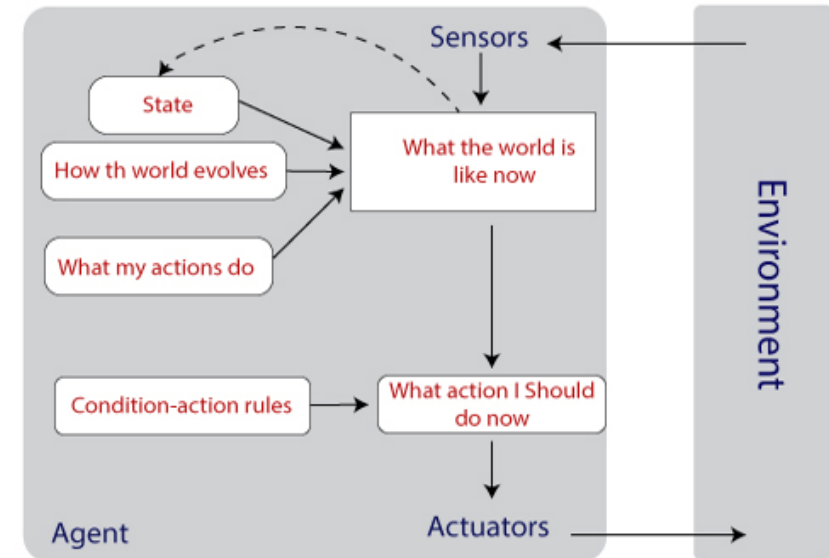 Sensors
State
What the world is
like now
How th world evolves
What my actions do
Environment
Condition-action rules
What action I Should
do now
Agent
Actuators